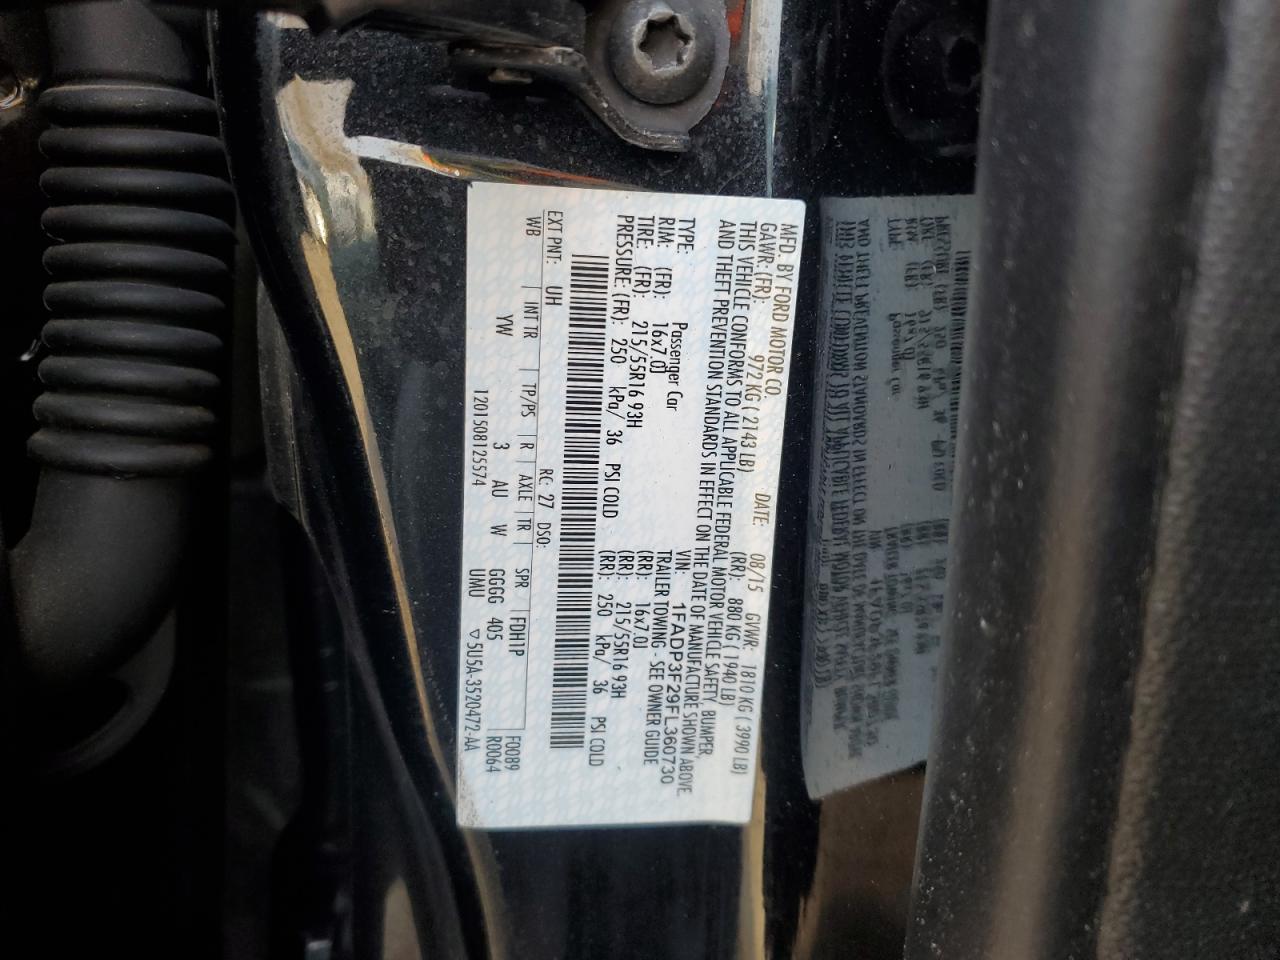 MFD. BY FORD MOTOR CO.
DATE: 08/15 GVWR: 1810 KG ( 3990 LB)
GAWR: (FR): 972 KG ( 2143 LB) (RR): 880 KG ( 1940 LB)
THIS VEHICLE CONFORMS TO ALL APPLICABLE FEDERAL MOTOR VEHICLE SAFETY, BUMPER,
AND THEFT PREVENTION STANDARDS IN EFFECT ON THE DATE OF MANUFACTURE SHOWN ABOVE.
VIN: 1FADP3F29FL360730
TYPE: Passenger Car TRAILER TOWING - SEE OWNER GUIDE
RIM: (FR): 16x7.0J (RR): 16x7.0J
TIRE: (FR): 215/55R16 93H (RR): 215/55R16 93H
PRESSURE: (FR): 250 kPa/ 36 PSI COLD (RR): 250 kPa/ 36 PSI COLD
EXT PNT: UH RC: 27 DSO: F0089
WB INT TR TP/PS R AXLE TR SPR FDH1P R0064
YW 3 AU W GGGG 405
UMU
1201508125574 ▽5U5A-3520472-AA